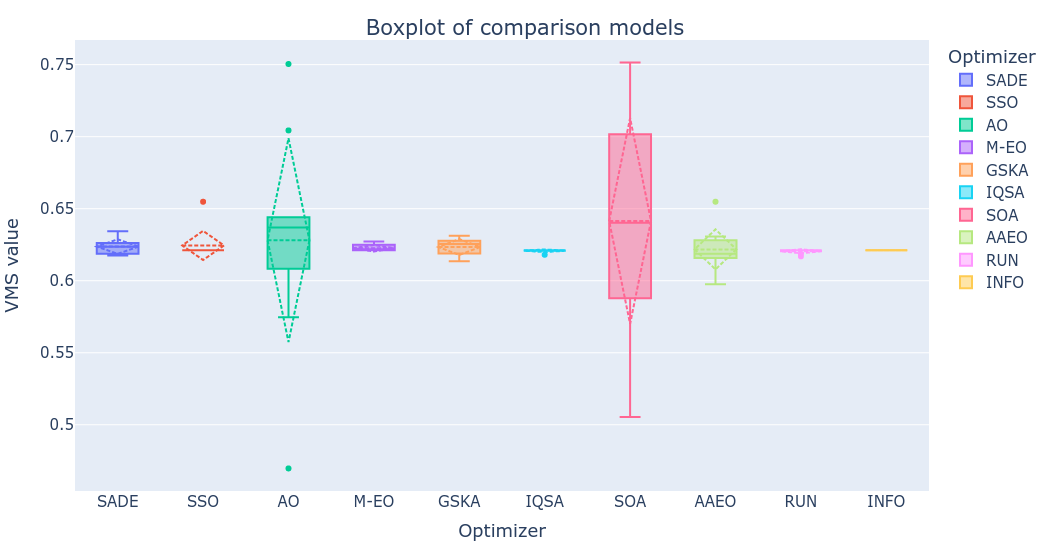 Boxplot of comparison models
VMS value
0.75
0.7
0.65
0.6
0.55
0.5
SADE SSO AO M-EO GSKA IQSA SOA AAEO RUN INFO
Optimizer
Optimizer
SADE
SSO
AO
M-EO
GSKA
IQSA
SOA
AAEO
RUN
INFO